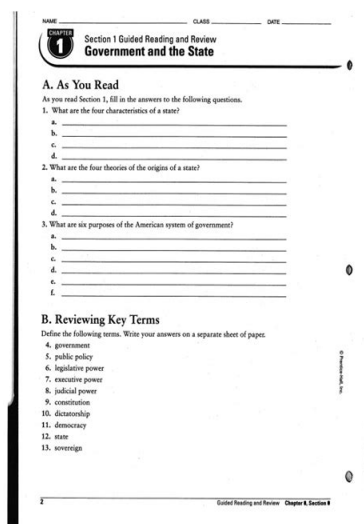 NAME CLASS DATE
CHAPTER
1
Section 1 Guided Reading and Review
Government and the State
A. As You Read
As you read Section 1, fill in the answers to the following questions.
1. What are the four characteristics of a state?
a.
b.
c.
d.
2. What are the four theories of the origins of a state?
a.
b.
c.
d.
3. What are six purposes of the American system of government?
a.
b.
c.
d.
e.
f.
B. Reviewing Key Terms
Define the following terms. Write your answers on a separate sheet of paper.
4. government
5. public policy
6. legislative power
7. executive power
8. judicial power
9. constitution
10. dictatorship
11. democracy
12. state
13. sovereign
© Prentice Hall, Inc.
2 Guided Reading and Review Chapter 1, Section 1